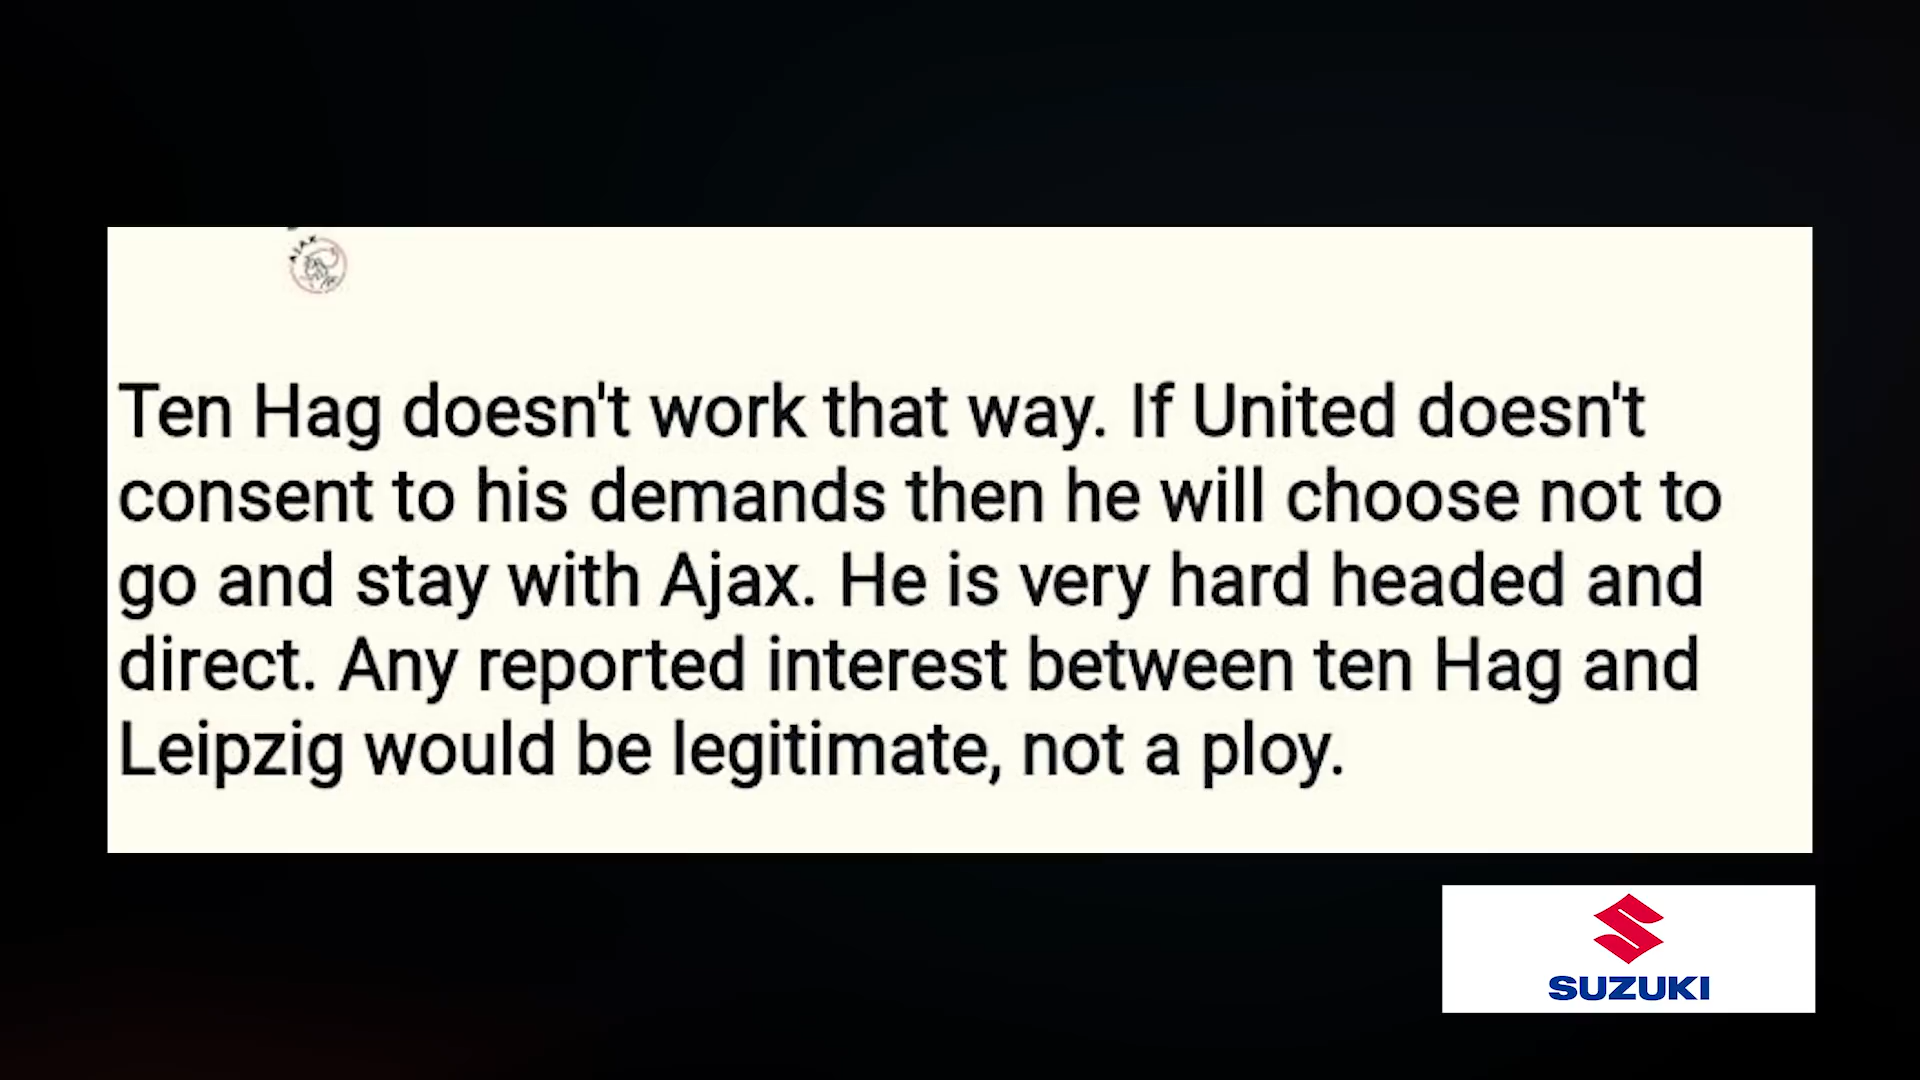 AJAX
Ten Hag doesn't work that way. If United doesn't
consent to his demands then he will choose not to
go and stay with Ajax. He is very hard headed and
direct. Any reported interest between ten Hag and
Leipzig would be legitimate, not a ploy.
SUZUKI